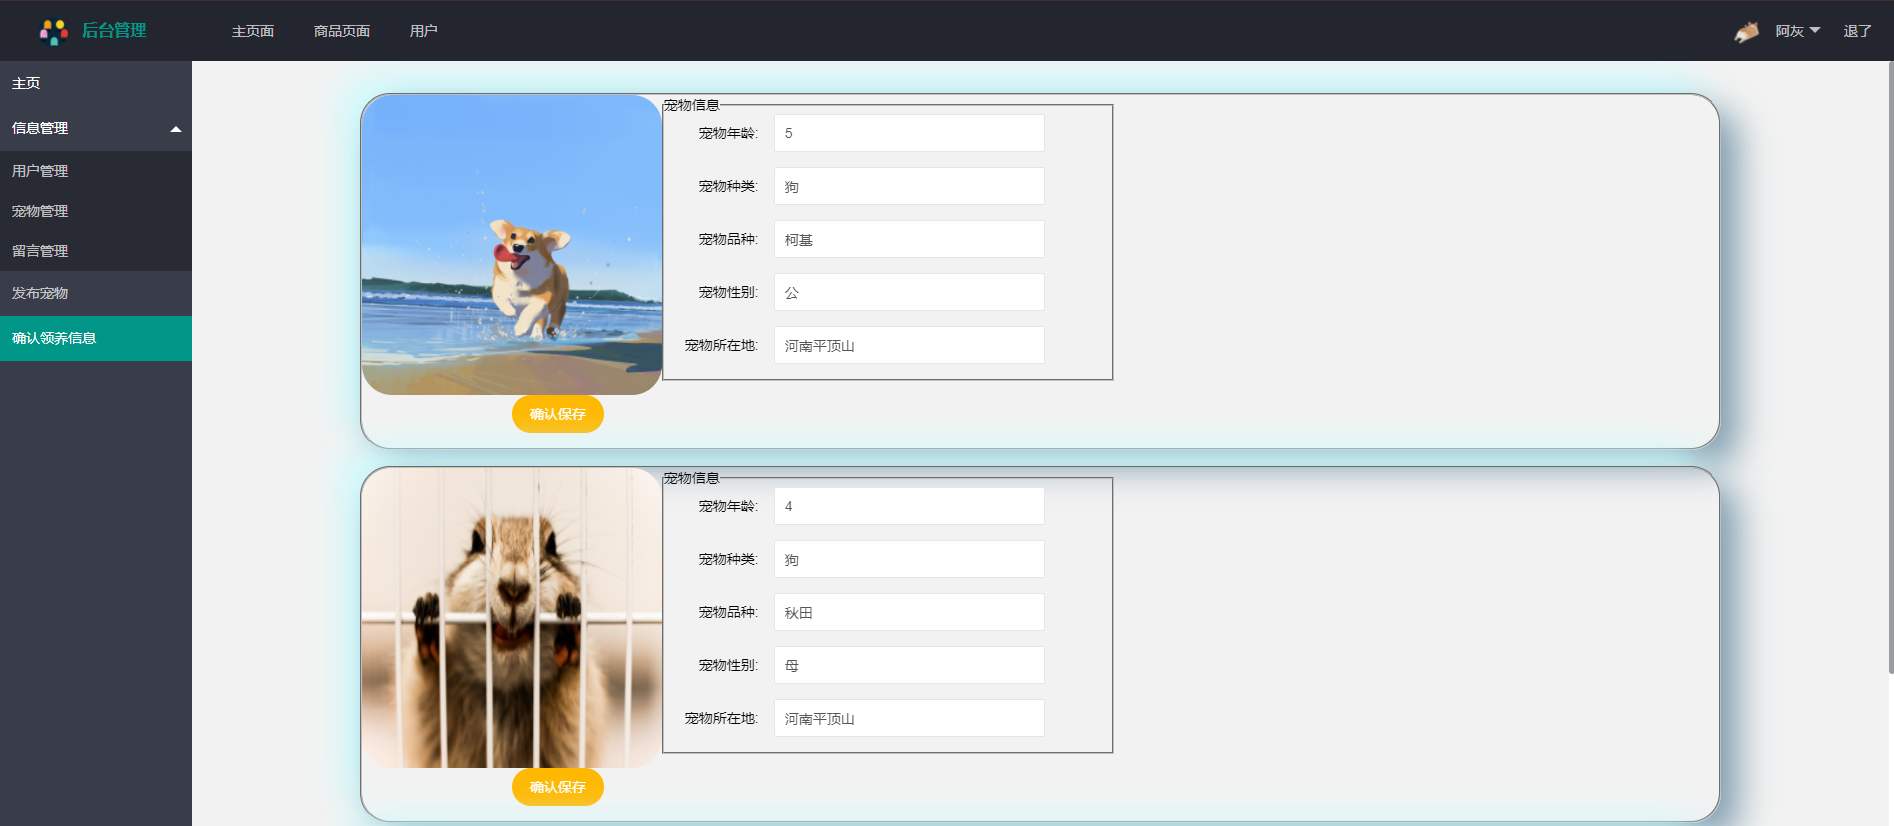 后台管理
主页面
商品页面
用户
阿灰
退了
主页
信息管理
用户管理
宠物管理
留言管理
发布宠物
确认领养信息
宠物信息
宠物年龄: 5
宠物种类: 狗
宠物品种: 柯基
宠物性别: 公
宠物所在地: 河南平顶山
确认保存
宠物信息
宠物年龄: 4
宠物种类: 狗
宠物品种: 秋田
宠物性别: 母
宠物所在地: 河南平顶山
确认保存